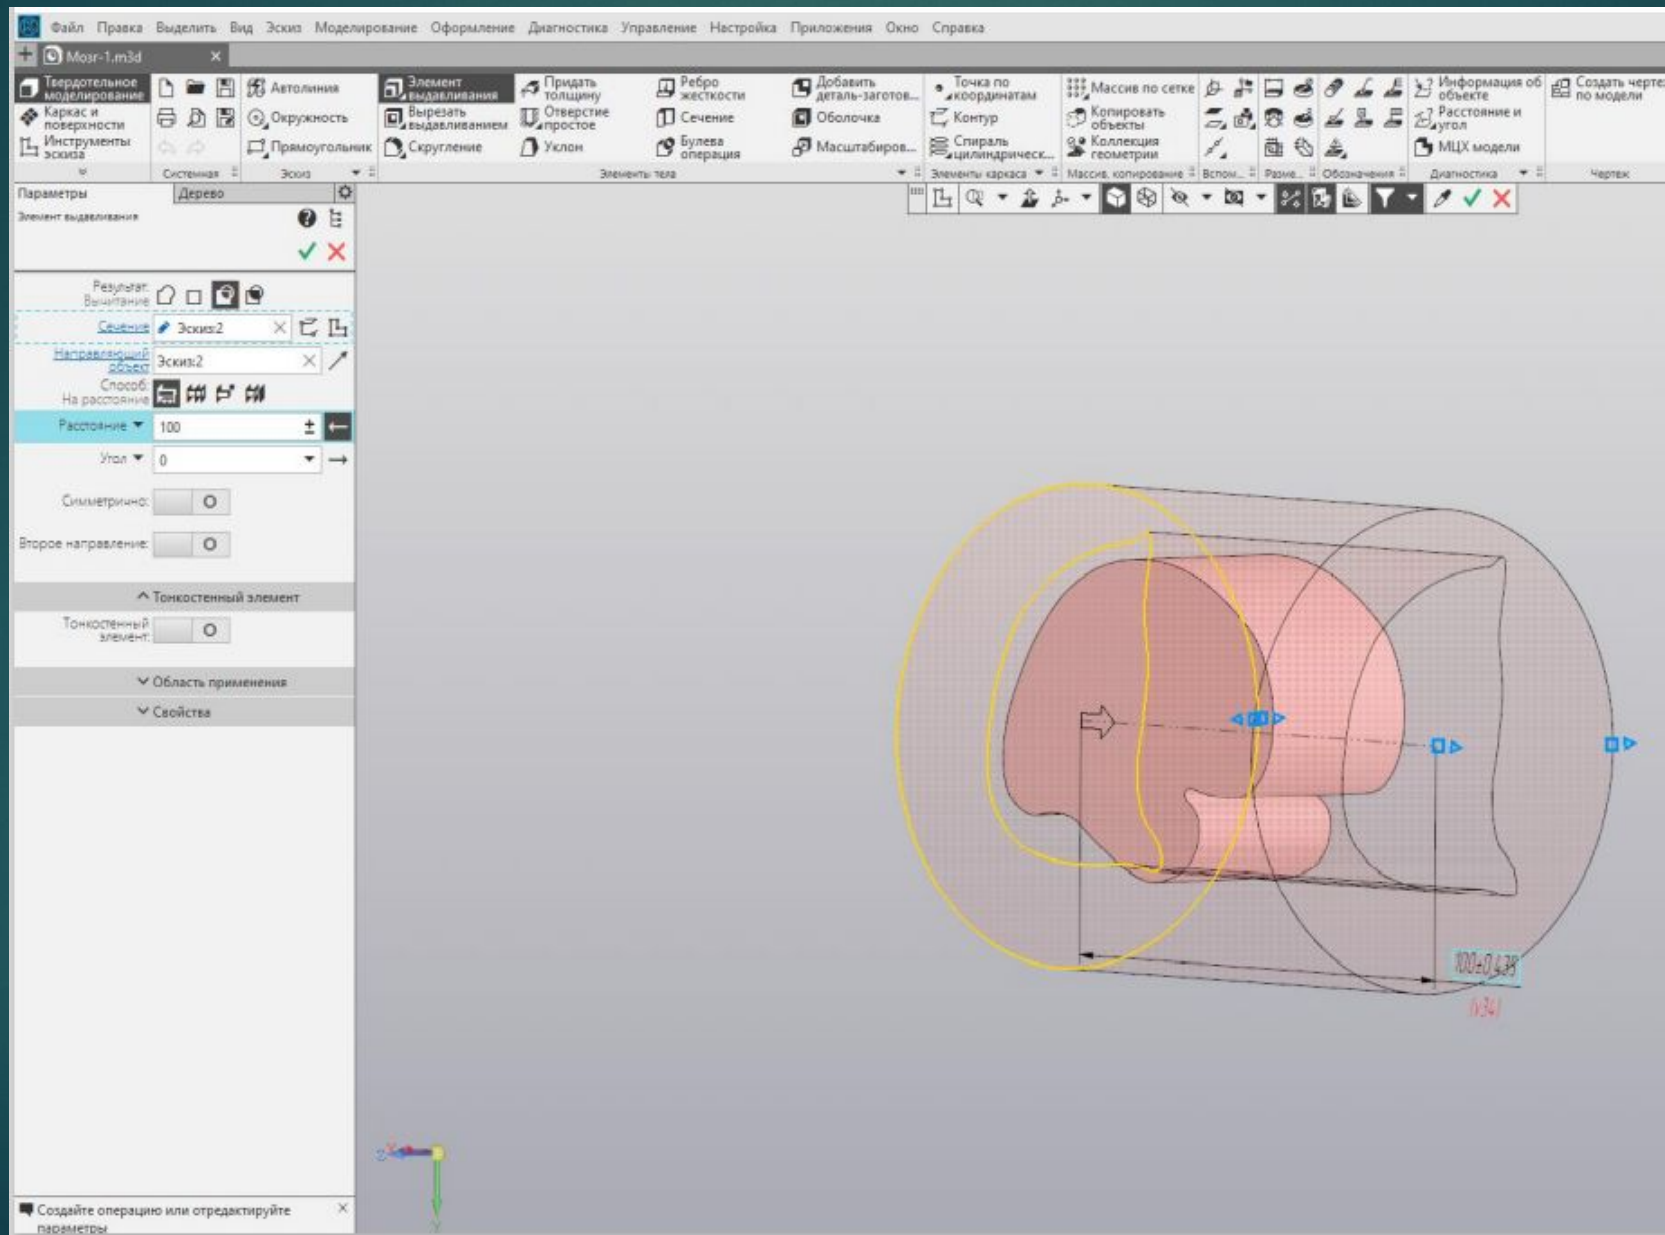 Файл Правка Выделить Вид Эскиз Моделирование Оформление Диагностика Управление Настройка Приложения Окно Справка
Мозг-1.m3d
Твердотельное
моделирование
Каркас и
поверхности
Инструменты
эскиза
Системная
Автолиния
Окружность
Прямоугольник
Эскиз
Элемент
выдавливания
Вырезать
выдавливанием
Скругление
Придать
толщину
Отверстие
простое
Уклон
Ребро
жесткости
Сечение
Булева
операция
Добавить
деталь-заготов...
Оболочка
Масштабиров...
Элементы тела
Точка по
координатам
Контур
Спираль
цилиндрическ...
Элементы каркаса
Массив по сетке
Копировать
объекты
Коллекция
геометрии
Массив, копирование
Вспом...
Разме...
Обозначения
Информация об
объекте
Расстояние и
угол
МЦХ модели
Диагностика
Создать чертеж
по модели
Чертеж
Параметры
Дерево
Элемент выдавливания
Результат:
Вычитание
Сечение
Эскиз:2
Направляющий
объект
Эскиз:2
Способ:
На расстояние
Расстояние
100
Угол
0
Симметрично:
Второе направление:
Тонкостенный элемент
Тонкостенный
элемент:
Область применения
Свойства
100±0,435
(v34)
Z
Y
Создайте операцию или отредактируйте
параметры